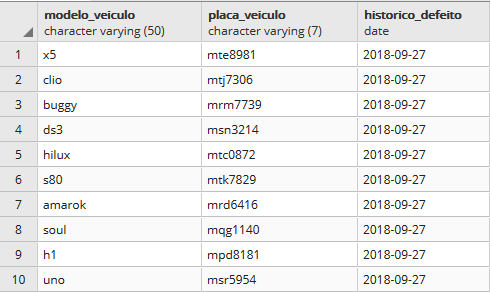 modelo_veiculo placa_veiculo historico_defeito
character varying (50) character varying (7) date
1 x5 mte8981 2018-09-27
2 clio mtj7306 2018-09-27
3 buggy mrm7739 2018-09-27
4 ds3 msn3214 2018-09-27
5 hilux mtc0872 2018-09-27
6 s80 mtk7829 2018-09-27
7 amarok mrd6416 2018-09-27
8 soul mqg1140 2018-09-27
9 h1 mpd8181 2018-09-27
10 uno msr5954 2018-09-27